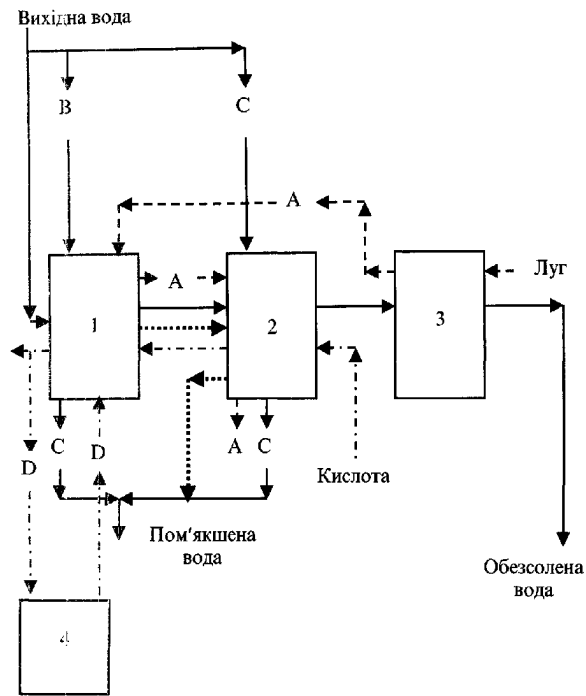 Вихідна вода
B
C
A
A
Луг
1
2
3
C
D
D
A
C
Кислота
Пом'якшена
вода
Обезсолена
вода
4